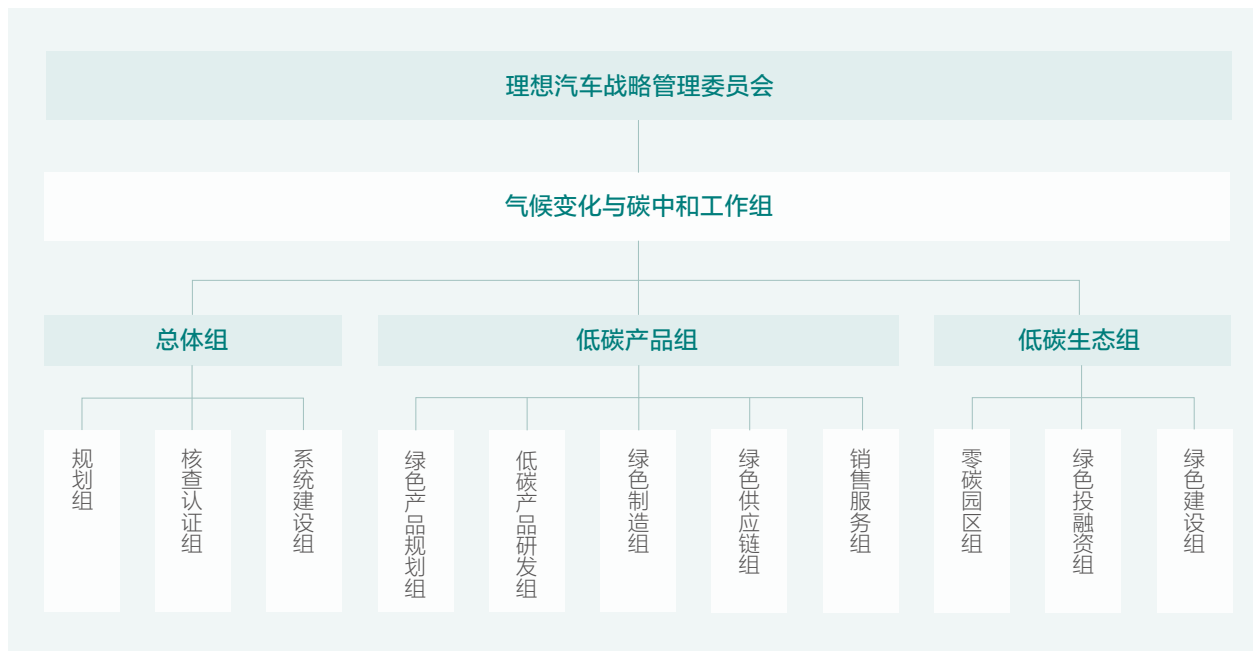 理想汽车战略管理委员会
气候变化与碳中和工作组
总体组
低碳产品组
低碳生态组
规划组
核查认证组
系统建设组
绿色产品规划组
低碳产品研发组
绿色制造组
绿色供应链组
销售服务组
零碳园区组
绿色投融资组
绿色建设组